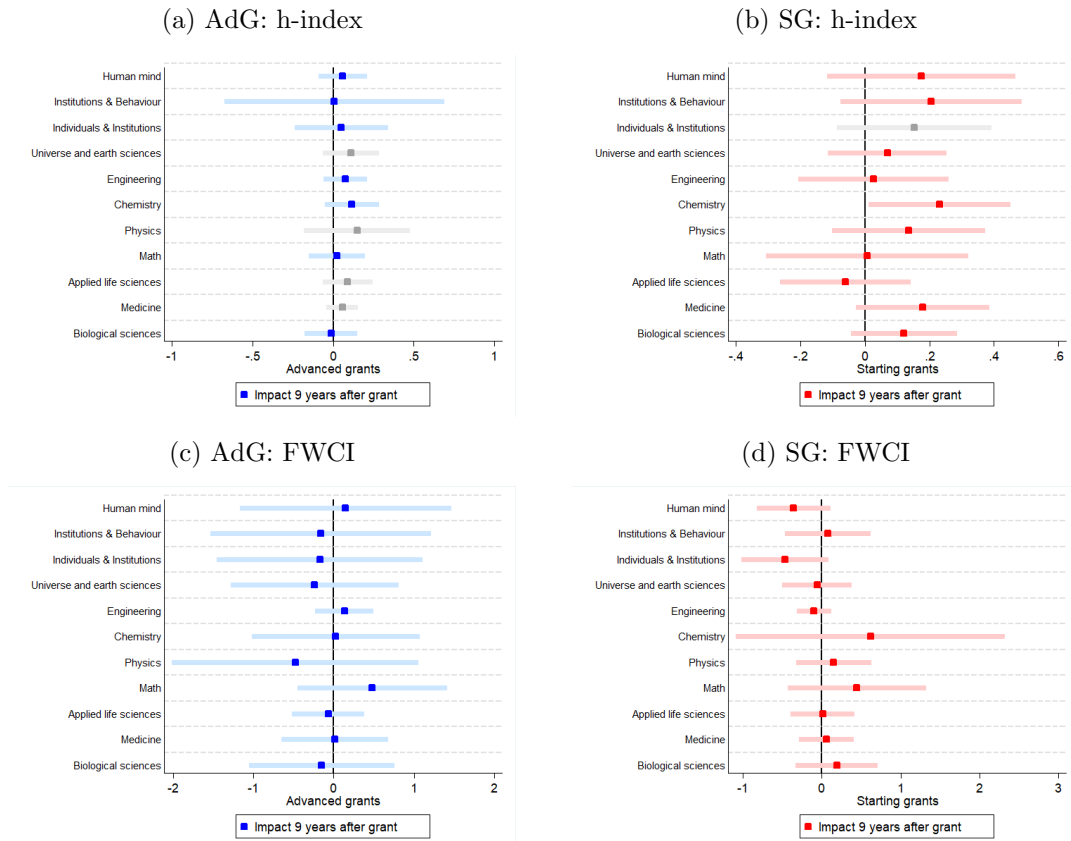 (a) AdG: h-index
Human mind
Institutions & Behaviour
Individuals & Institutions
Universe and earth sciences
Engineering
Chemistry
Physics
Math
Applied life sciences
Medicine
Biological sciences
-1 -.5 0 .5 1
Advanced grants
Impact 9 years after grant
(b) SG: h-index
Human mind
Institutions & Behaviour
Individuals & Institutions
Universe and earth sciences
Engineering
Chemistry
Physics
Math
Applied life sciences
Medicine
Biological sciences
-.4 -.2 0 .2 .4 .6
Starting grants
Impact 9 years after grant
(c) AdG: FWCI
Human mind
Institutions & Behaviour
Individuals & Institutions
Universe and earth sciences
Engineering
Chemistry
Physics
Math
Applied life sciences
Medicine
Biological sciences
-2 -1 0 1 2
Advanced grants
Impact 9 years after grant
(d) SG: FWCI
Human mind
Institutions & Behaviour
Individuals & Institutions
Universe and earth sciences
Engineering
Chemistry
Physics
Math
Applied life sciences
Medicine
Biological sciences
-1 0 1 2 3
Starting grants
Impact 9 years after grant